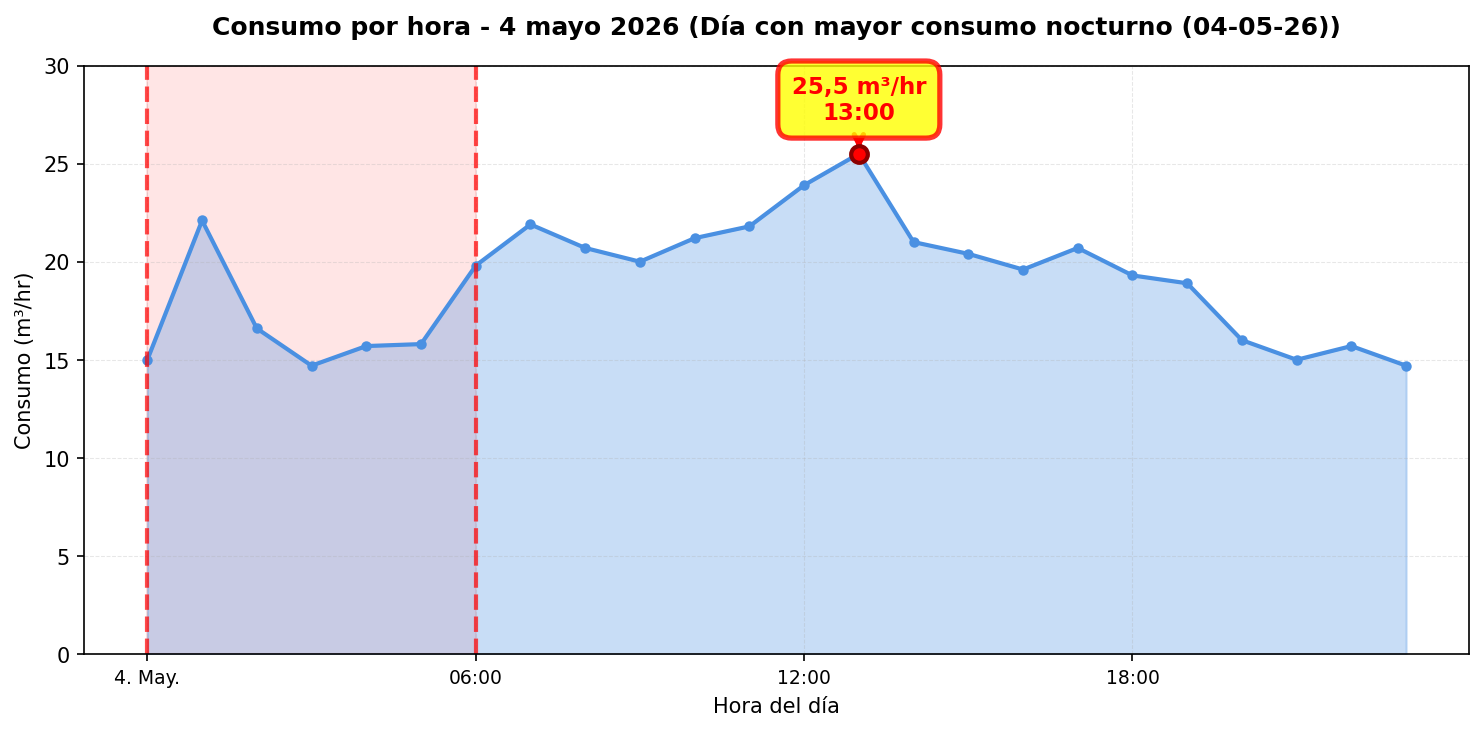 Consumo por hora - 4 mayo 2026 (Día con mayor consumo nocturno (04-05-26))
25,5 m³/hr
13:00
Consumo (m³/hr)
30
25
20
15
10
5
0
4. May.
06:00
12:00
18:00
Hora del día